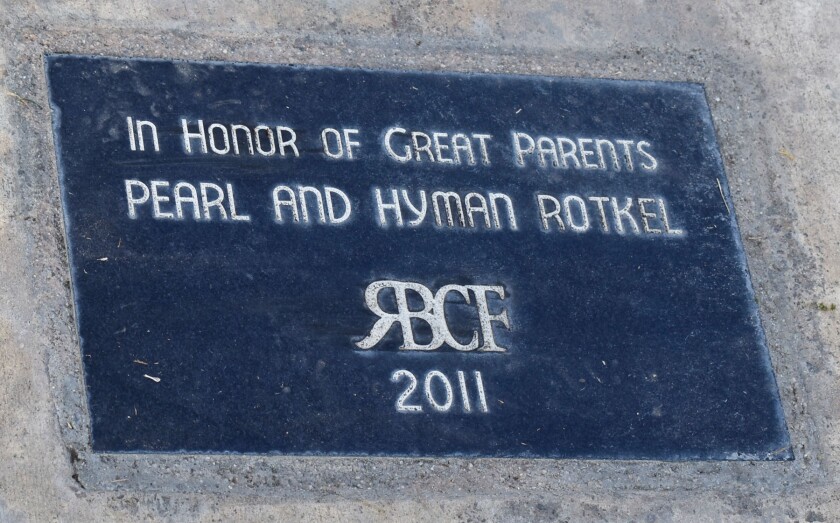 In Honor of Great Parents
Pearl and Hyman Rotkel
RBCF
2011